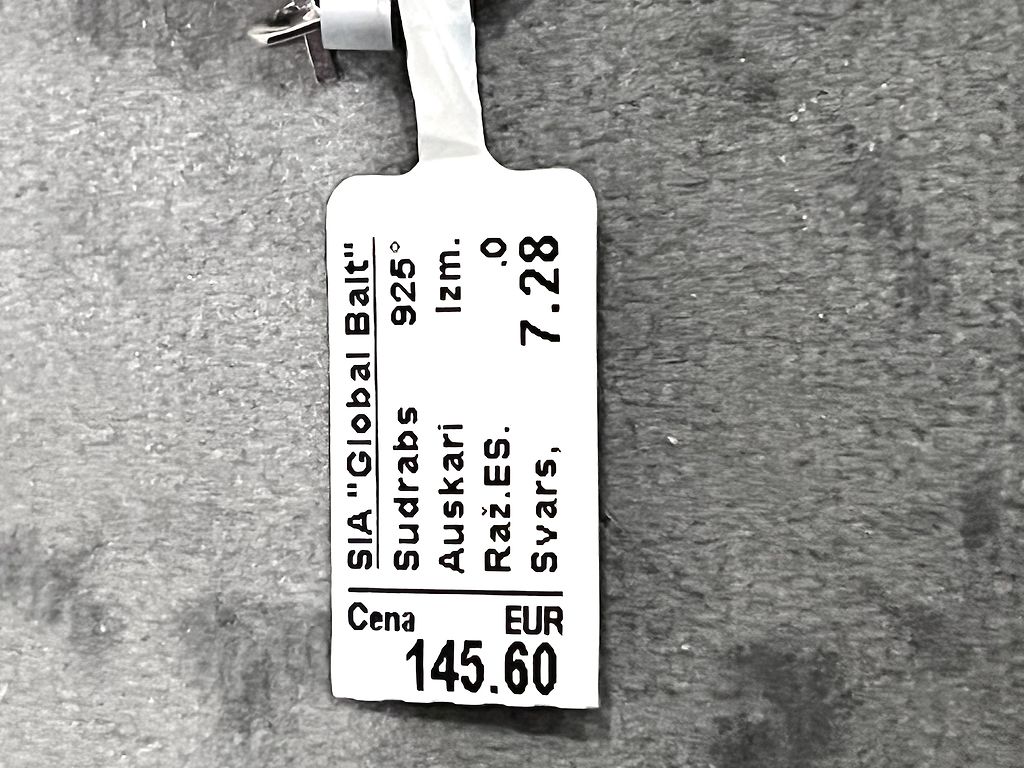 SIA "Global Balt"
Sudrabs 925°
Auskari Izm.
Raž.ES. .0
Svars, 7.28
Cena EUR
145.60